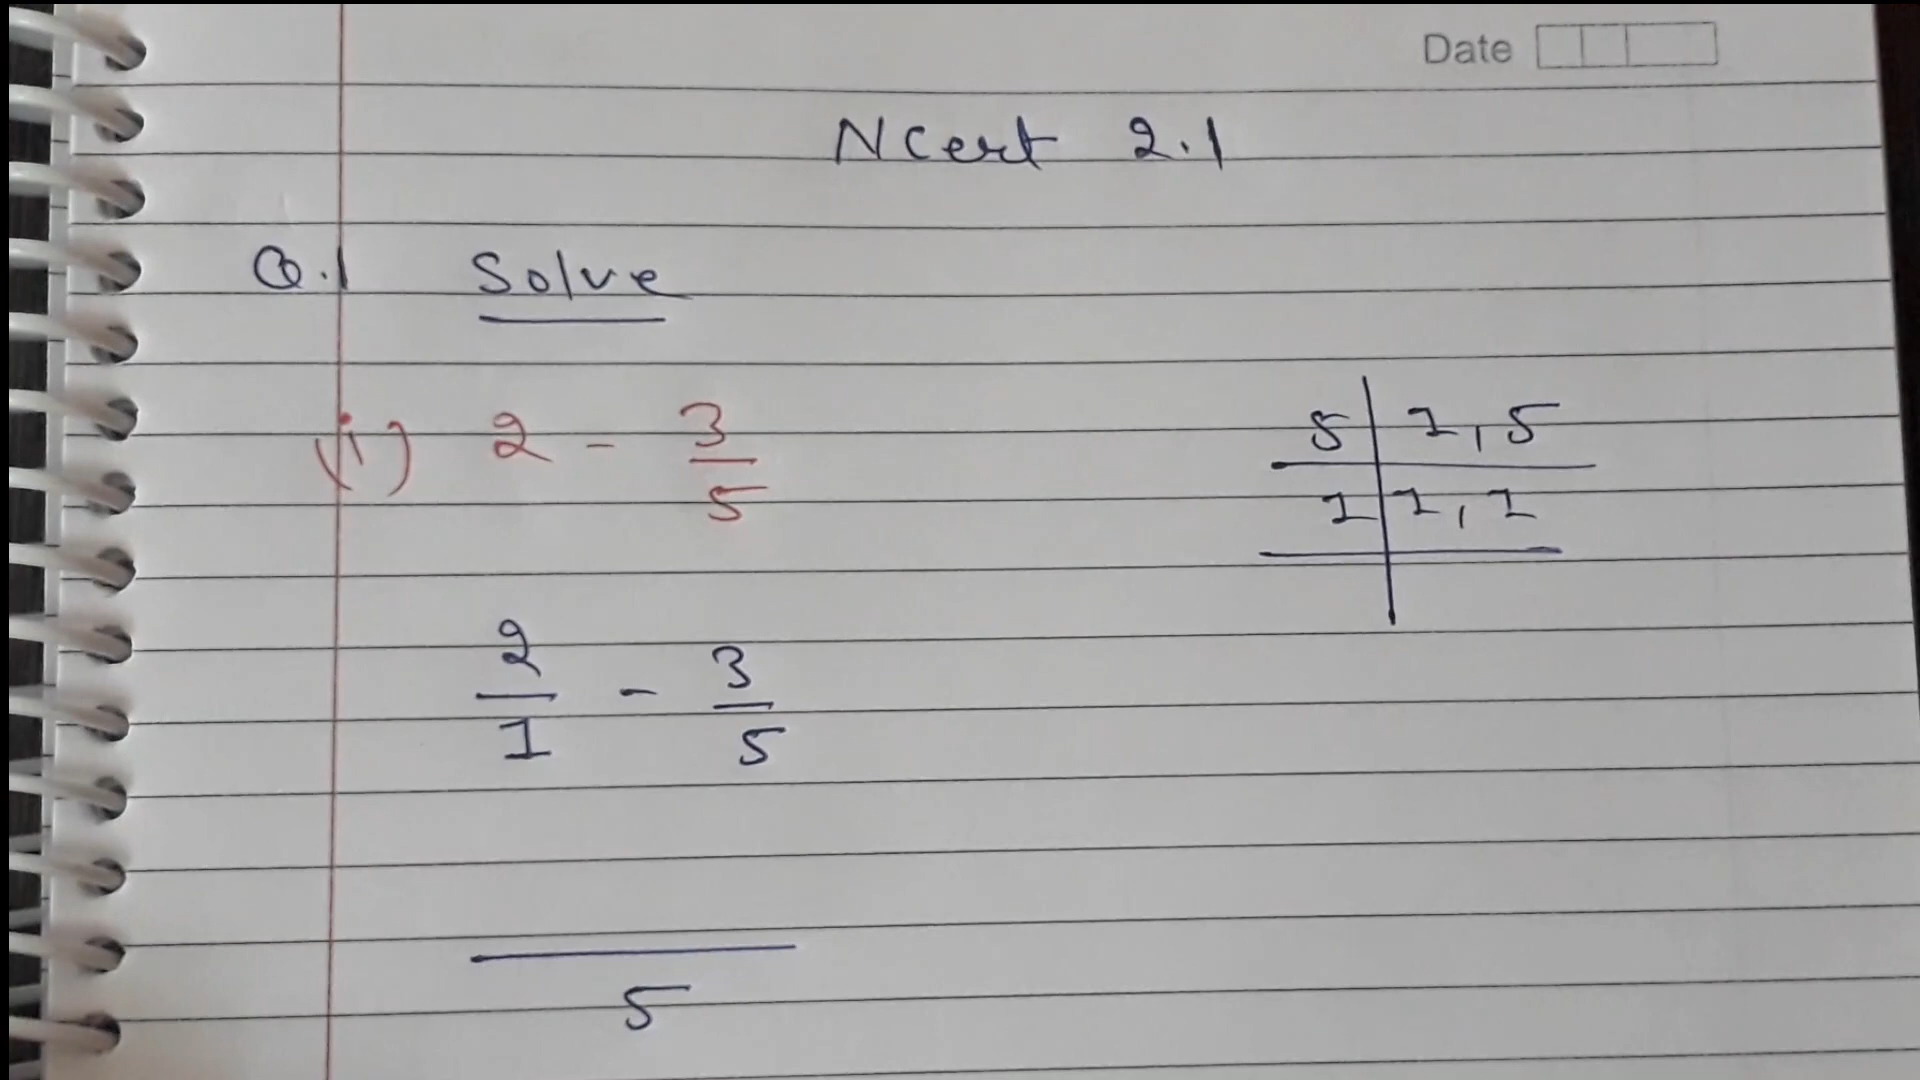 Date
NCert 2.1
Q.1 Solve
(i) 2 - 3/5
5 | 1, 5
1 | 1, 1
2/1 - 3/5
/5